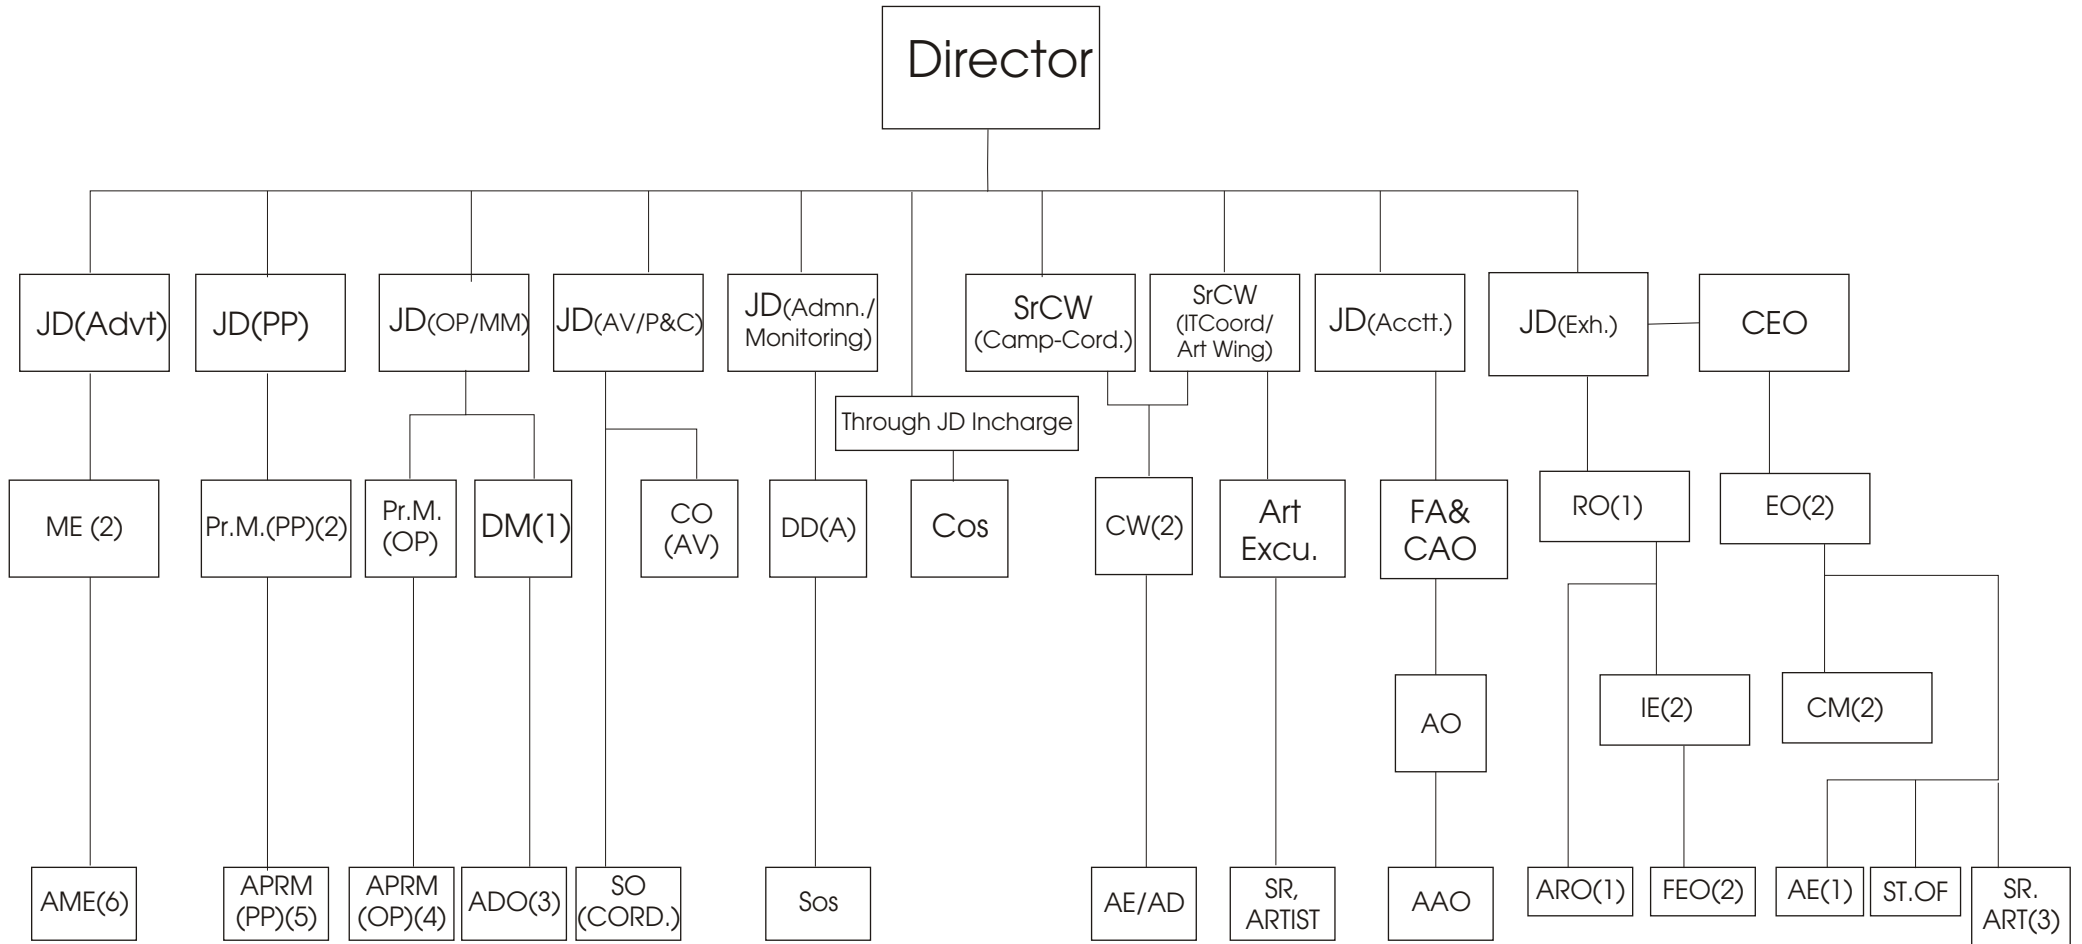 Director
JD(Advt)
JD(PP)
JD(OP/MM)
JD(AV/P&C)
JD(Admn./
Monitoring)
SrCW
(Camp-Cord.)
SrCW
(ITCoord/
Art Wing)
JD(Acctt.)
JD(Exh.)
CEO
Through JD Incharge
ME (2)
Pr.M.(PP)(2)
Pr.M.
(OP)
DM(1)
CO
(AV)
DD(A)
Cos
CW(2)
Art
Excu.
FA&
CAO
RO(1)
EO(2)
AO
IE(2)
CM(2)
AME(6)
APRM
(PP)(5)
APRM
(OP)(4)
ADO(3)
SO
(CORD.)
Sos
AE/AD
SR,
ARTIST
AAO
ARO(1)
FEO(2)
AE(1)
ST.OF
SR.
ART(3)